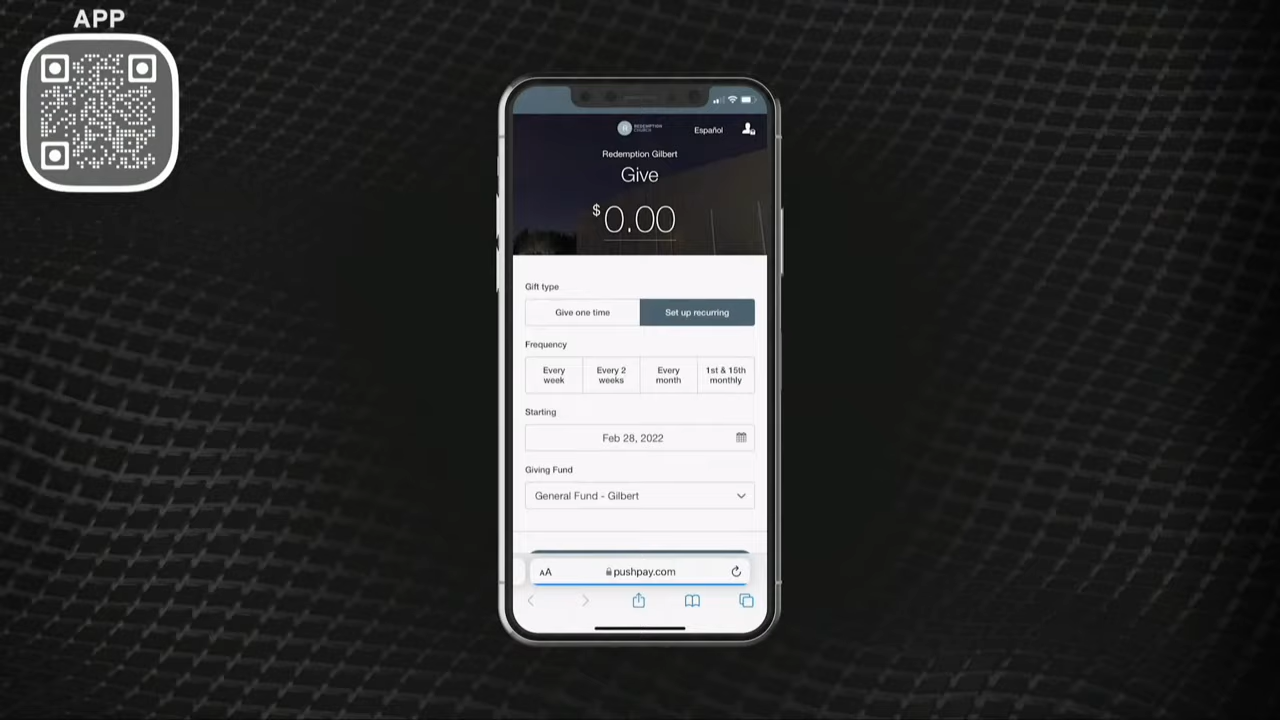 APP
REDEMPTION
CHURCH
Español
Redemption Gilbert
Give
$0.00
Gift type
Give one time
Set up recurring
Frequency
Every
week
Every 2
weeks
Every
month
1st & 15th
monthly
Starting
Feb 28, 2022
Giving Fund
General Fund - Gilbert
AA
pushpay.com